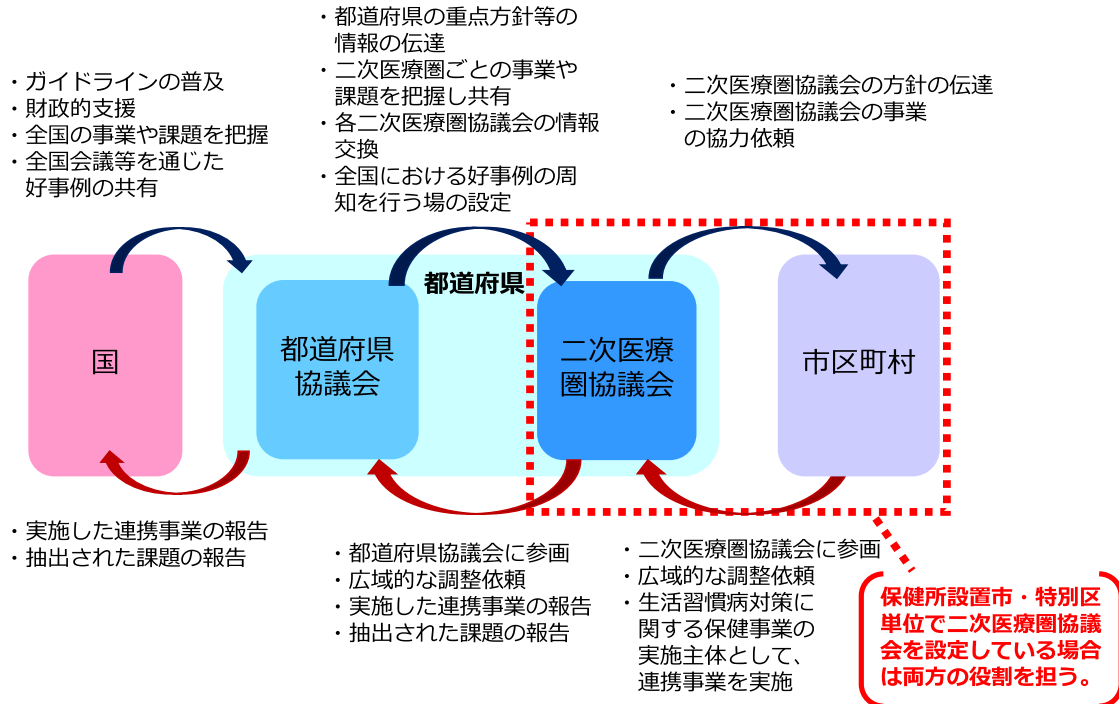 ・ガイドラインの普及
・財政的支援
・全国の事業や課題を把握
・全国会議等を通じた
好事例の共有
・都道府県の重点方針等の
情報の伝達
・二次医療圏ごとの事業や
課題を把握し共有
・各二次医療圏協議会の情報
交換
・全国における好事例の周
知を行う場の設定
・二次医療圏協議会の方針の伝達
・二次医療圏協議会の事業
の協力依頼
国
都道府県
都道府県
協議会
二次医療
圏協議会
市区町村
・実施した連携事業の報告
・抽出された課題の報告
・都道府県協議会に参画
・広域的な調整依頼
・実施した連携事業の報告
・抽出された課題の報告
・二次医療圏協議会に参画
・広域的な調整依頼
・生活習慣病対策に
関する保健事業の
実施主体として、
連携事業を実施
保健所設置市・特別区
単位で二次医療圏協議
会を設定している場合
は両方の役割を担う。